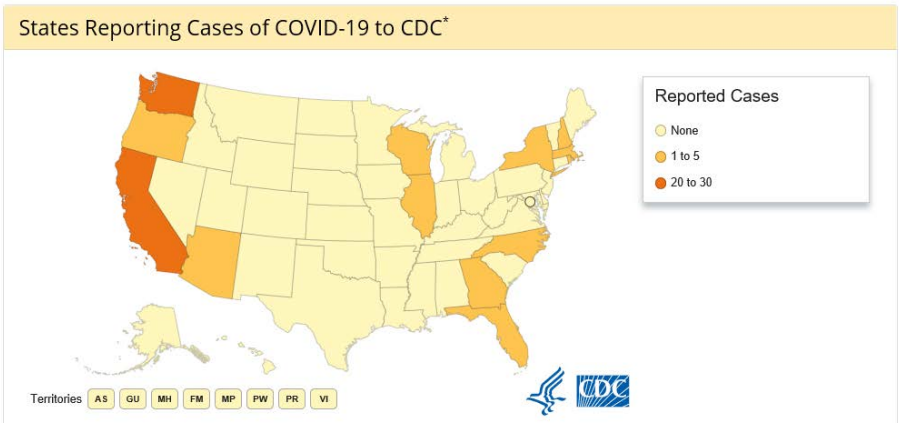 States Reporting Cases of COVID-19 to CDC*
Reported Cases
None
1 to 5
20 to 30
Territories AS GU MH FM MP PW PR VI
CDC